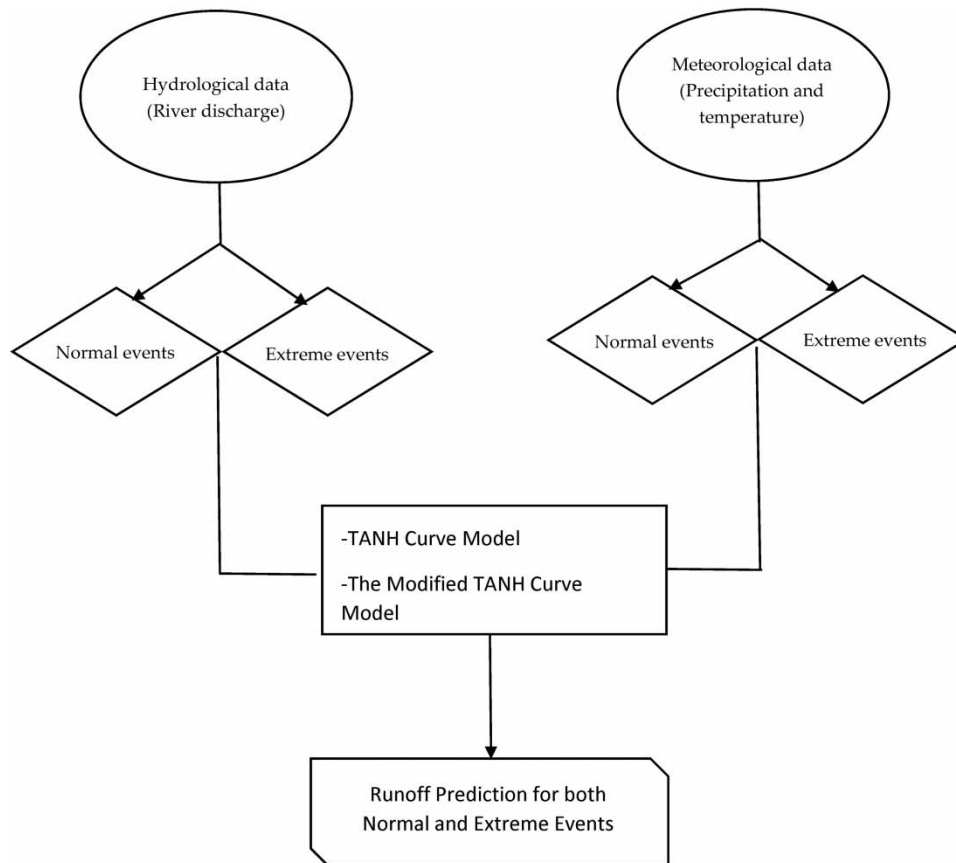 Hydrological data
(River discharge)
Meteorological data
(Precipitation and
temperature)
Normal events
Extreme events
Normal events
Extreme events
-TANH Curve Model
-The Modified TANH Curve
Model
Runoff Prediction for both
Normal and Extreme Events